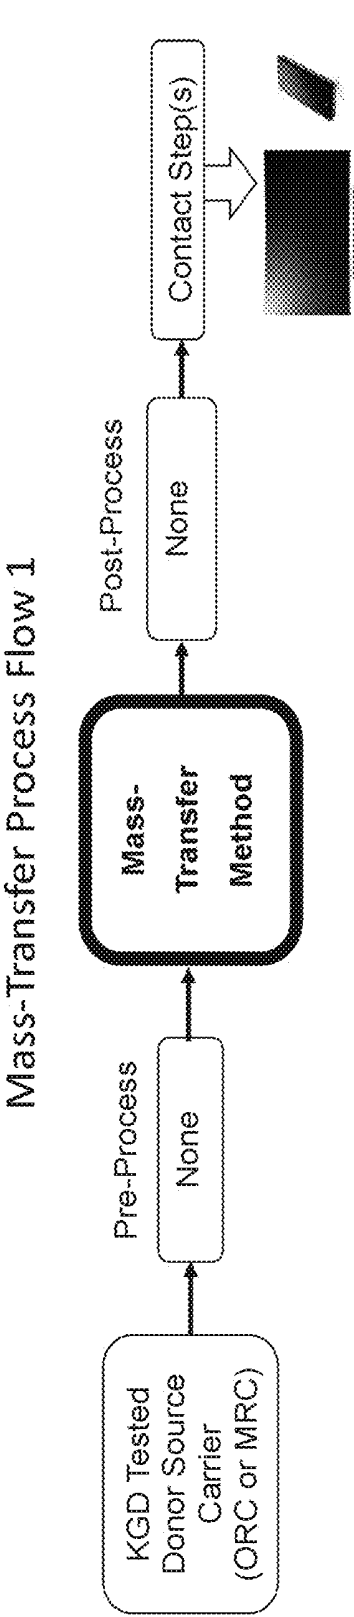 Mass-Transfer Process Flow 1
KGD Tested
Donor Source
Carrier
(ORC or MRC)
Pre-Process
None
Mass-
Transfer
Method
Post-Process
None
Contact Step(s)